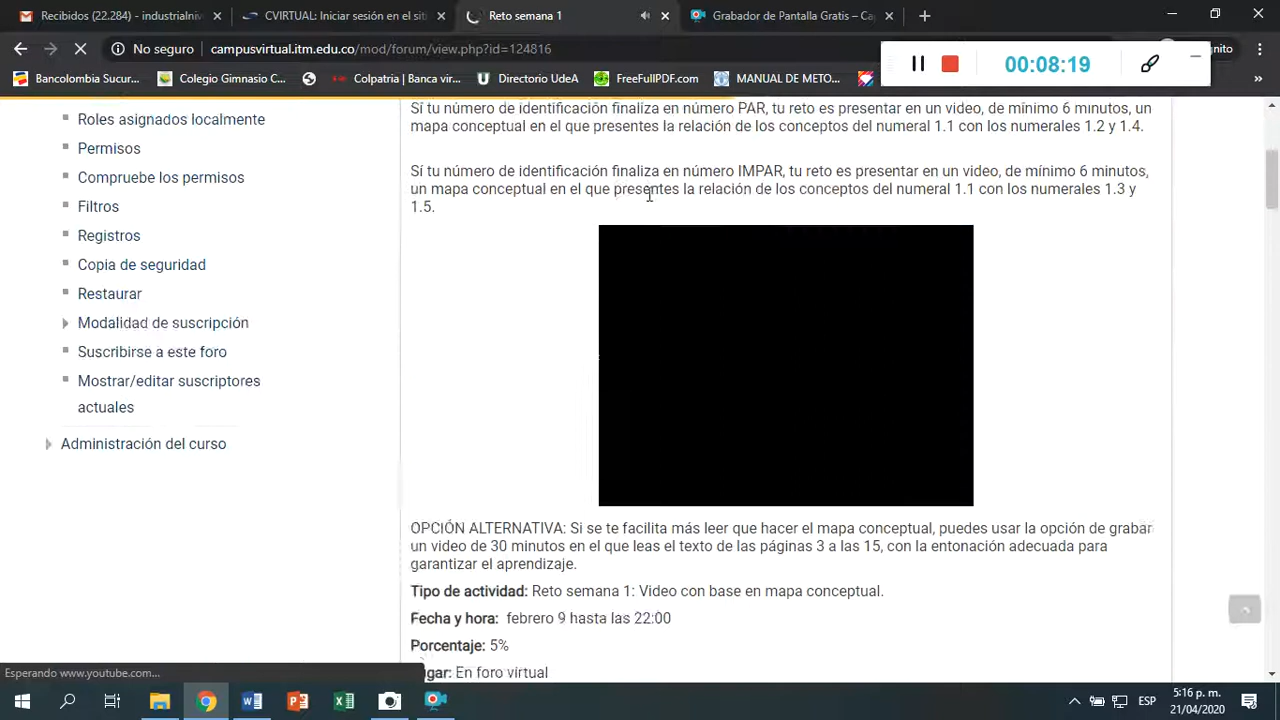 Recibidos (22.284) - industrialniv
CVIRTUAL: Iniciar sesión en el siti
Reto semana 1
Grabador de Pantalla Gratis – Ca
No seguro
campusvirtual.itm.edu.co/mod/forum/view.php?id=124816
00:08:19
Bancolombia Sucur...
Colegio Gimnasio C...
Colpatria | Banca vir...
Directorio UdeA
FreeFullPDF.com
MANUAL DE METO...
»
Roles asignados localmente
Permisos
Compruebe los permisos
Filtros
Registros
Copia de seguridad
Restaurar
Modalidad de suscripción
Suscribirse a este foro
Mostrar/editar suscriptores
actuales
Administración del curso
Sí tu número de identificación finaliza en número PAR, tu reto es presentar en un video, de mínimo 6 minutos, un
mapa conceptual en el que presentes la relación de los conceptos del numeral 1.1 con los numerales 1.2 y 1.4.
Sí tu número de identificación finaliza en número IMPAR, tu reto es presentar en un video, de mínimo 6 minutos,
un mapa conceptual en el que presentes la relación de los conceptos del numeral 1.1 con los numerales 1.3 y
1.5.
OPCIÓN ALTERNATIVA: Si se te facilita más leer que hacer el mapa conceptual, puedes usar la opción de grabar
un video de 30 minutos en el que leas el texto de las páginas 3 a las 15, con la entonación adecuada para
garantizar el aprendizaje.
Tipo de actividad: Reto semana 1: Video con base en mapa conceptual.
Fecha y hora: febrero 9 hasta las 22:00
Porcentaje: 5%
ugar: En foro virtual
Esperando www.youtube.com...
ESP
5:16 p. m.
21/04/2020